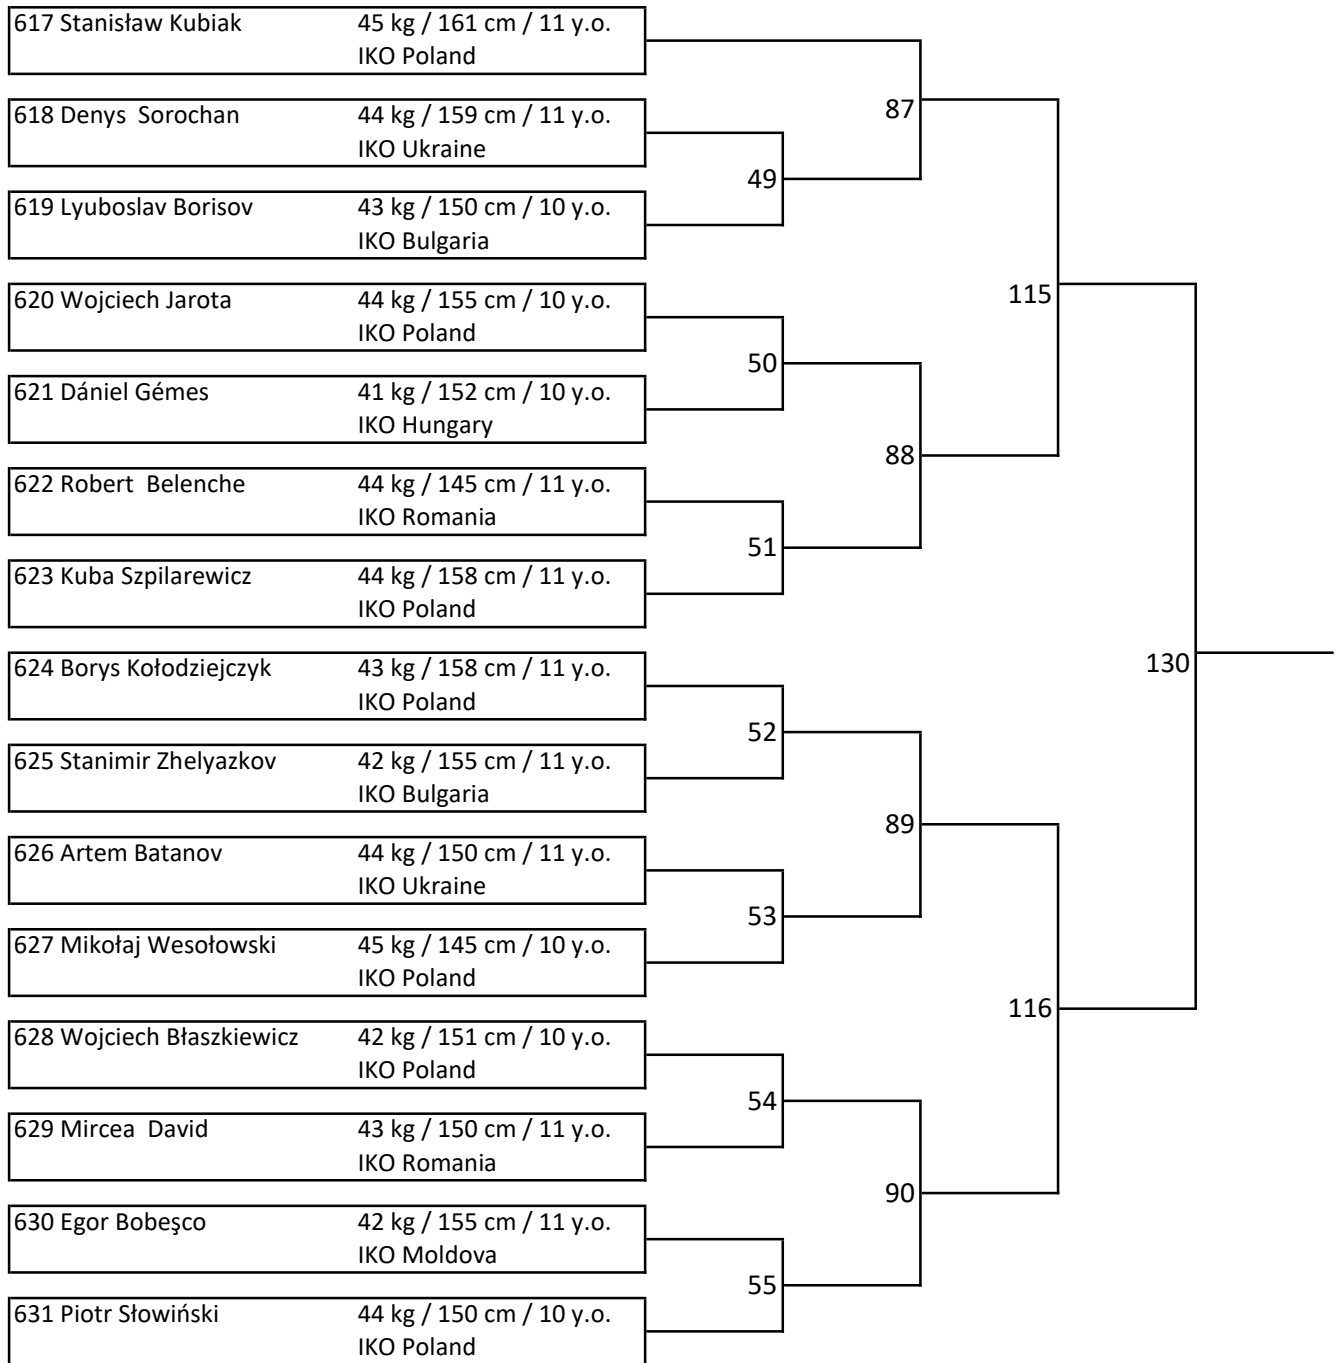 617 Stanisław Kubiak 45 kg / 161 cm / 11 y.o.
IKO Poland
87
618 Denys  Sorochan 44 kg / 159 cm / 11 y.o.
IKO Ukraine
49
619 Lyuboslav Borisov 43 kg / 150 cm / 10 y.o.
IKO Bulgaria
620 Wojciech Jarota 44 kg / 155 cm / 10 y.o.
115
IKO Poland
50
621 Dániel Gémes 41 kg / 152 cm / 10 y.o.
IKO Hungary
88
622 Robert  Belenche 44 kg / 145 cm / 11 y.o.
IKO Romania
51
623 Kuba Szpilarewicz 44 kg / 158 cm / 11 y.o.
IKO Poland
624 Borys Kołodziejczyk 43 kg / 158 cm / 11 y.o.
130
IKO Poland
52
625 Stanimir Zhelyazkov 42 kg / 155 cm / 11 y.o.
IKO Bulgaria
89
626 Artem Batanov 44 kg / 150 cm / 11 y.o.
IKO Ukraine
53
627 Mikołaj Wesołowski 45 kg / 145 cm / 10 y.o.
IKO Poland
116
628 Wojciech Błaszkiewicz 42 kg / 151 cm / 10 y.o.
IKO Poland
54
629 Mircea  David 43 kg / 150 cm / 11 y.o.
IKO Romania
90
630 Egor Bobeşco 42 kg / 155 cm / 11 y.o.
IKO Moldova
55
631 Piotr Słowiński 44 kg / 150 cm / 10 y.o.
IKO Poland